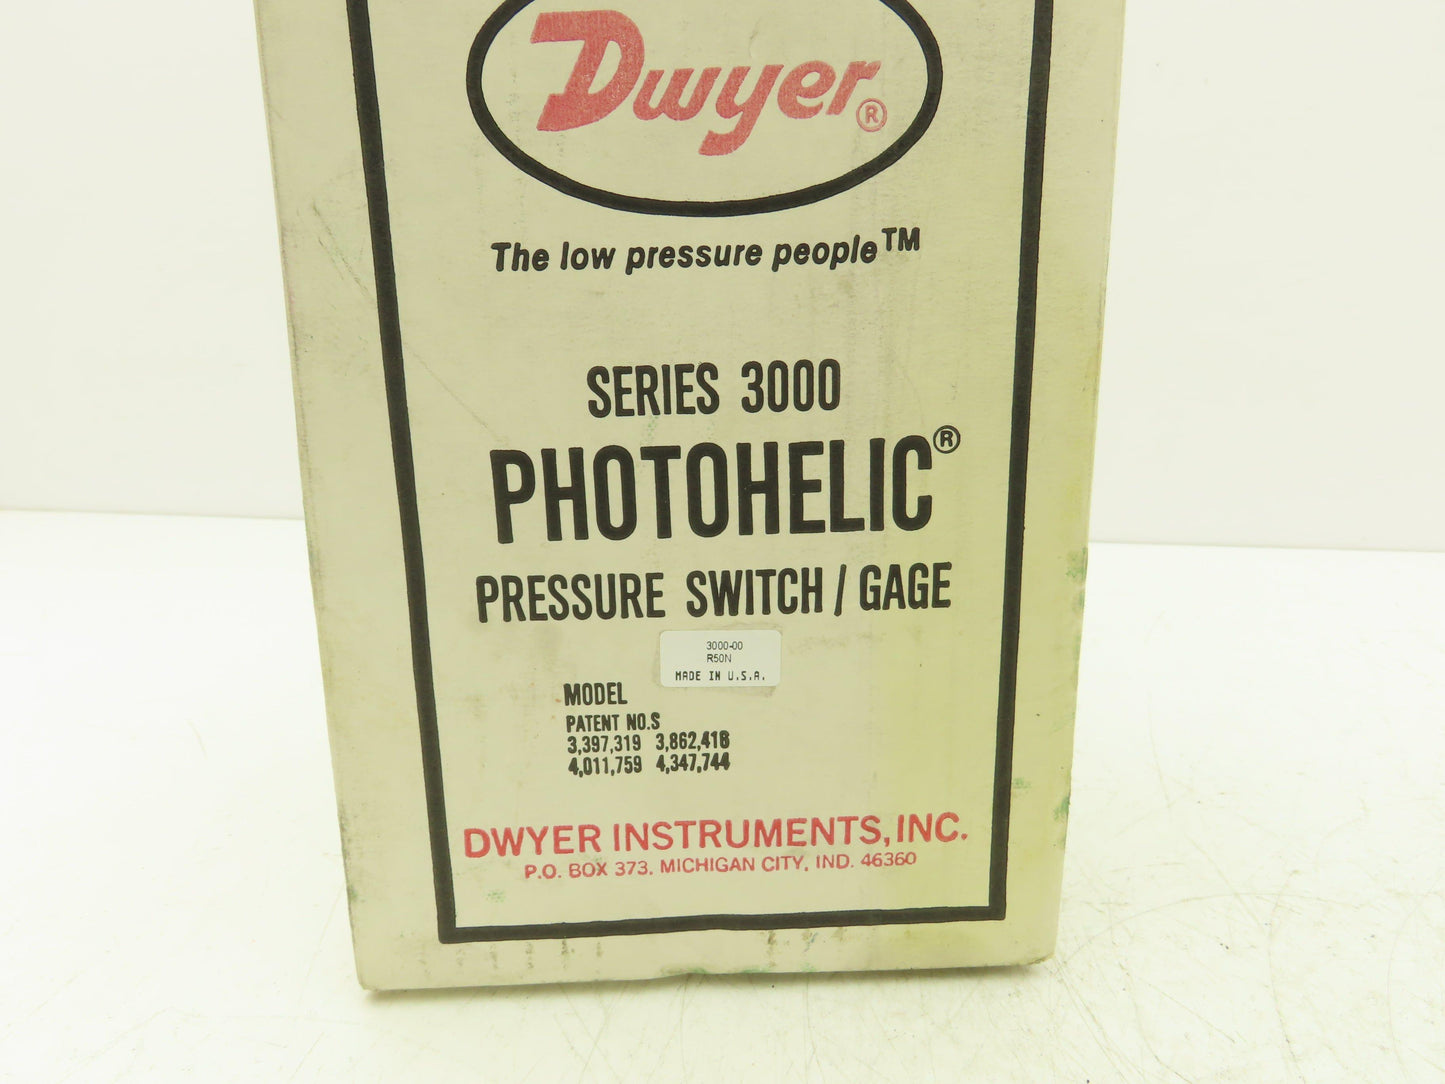 Dwyer®
The low pressure people™
SERIES 3000
PHOTOHELIC®
PRESSURE SWITCH / GAGE
3000-00
R50N
MADE IN U.S.A.
MODEL
PATENT NO.S
3,397,319 3,862,416
4,011,759 4,347,744
DWYER INSTRUMENTS, INC.
P.O. BOX 373. MICHIGAN CITY, IND. 46360